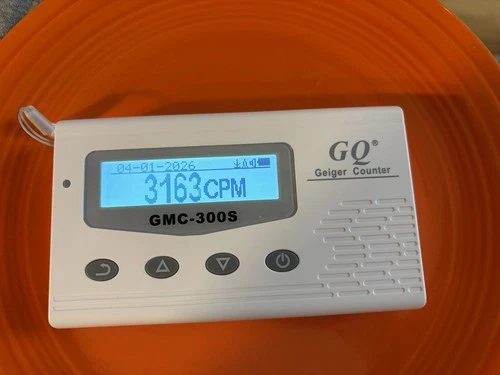 04-01-2026
3163CPM
GMC-300S
GQ®
Geiger Counter